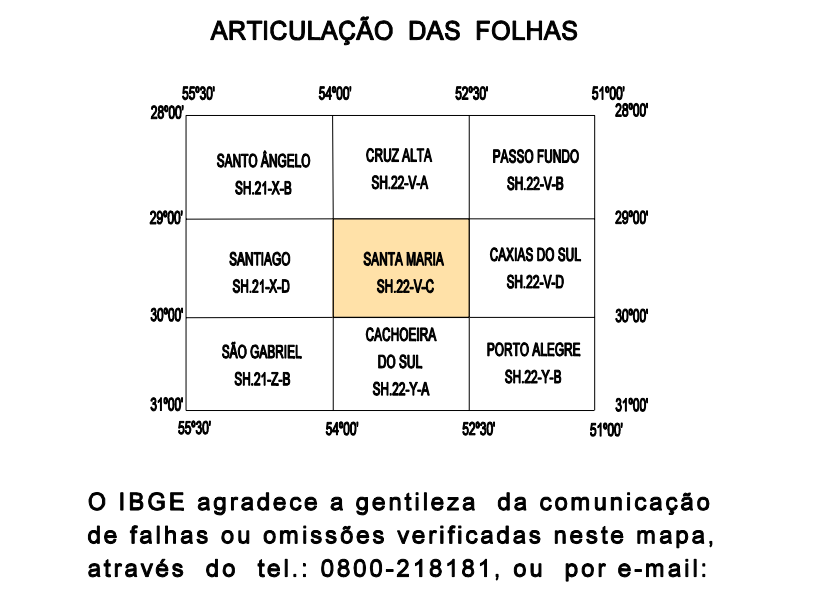 ARTICULAÇÃO DAS FOLHAS
55º30' 54º00' 52º30' 51º00'
28º00' 28º00'
SANTO ÂNGELO CRUZ ALTA PASSO FUNDO
SH.21-X-B SH.22-V-A SH.22-V-B
29º00' 29º00'
SANTIAGO SANTA MARIA CAXIAS DO SUL
SH.21-X-D SH.22-V-C SH.22-V-D
30º00' 30º00'
SÃO GABRIEL CACHOEIRA PORTO ALEGRE
DO SUL
SH.21-Z-B SH.22-Y-A SH.22-Y-B
31º00' 31º00'
55º30' 54º00' 52º30' 51º00'
O IBGE agradece a gentileza da comunicação
de falhas ou omissões verificadas neste mapa,
através do tel.: 0800-218181, ou por e-mail: